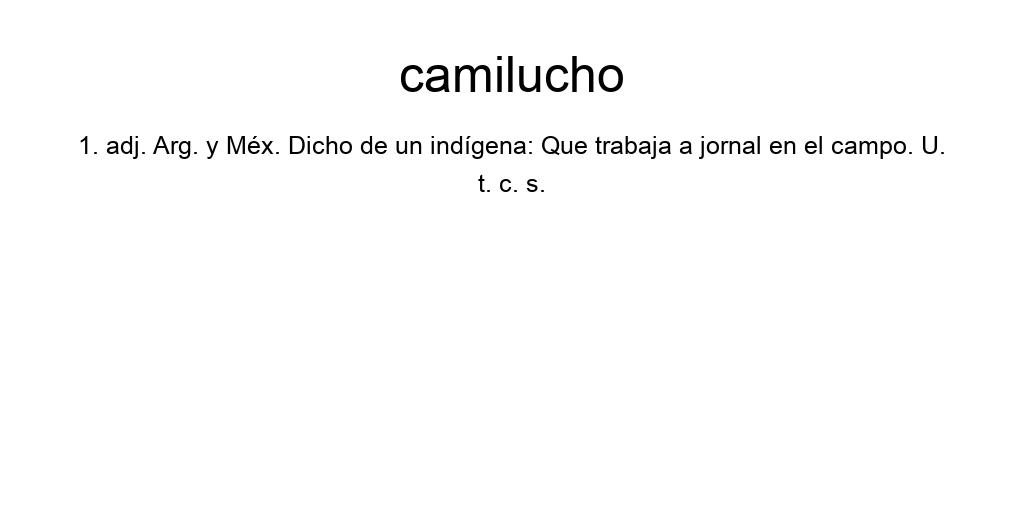 camilucho
1. adj. Arg. y Méx. Dicho de un indígena: Que trabaja a jornal en el campo. U.
t. c. s.